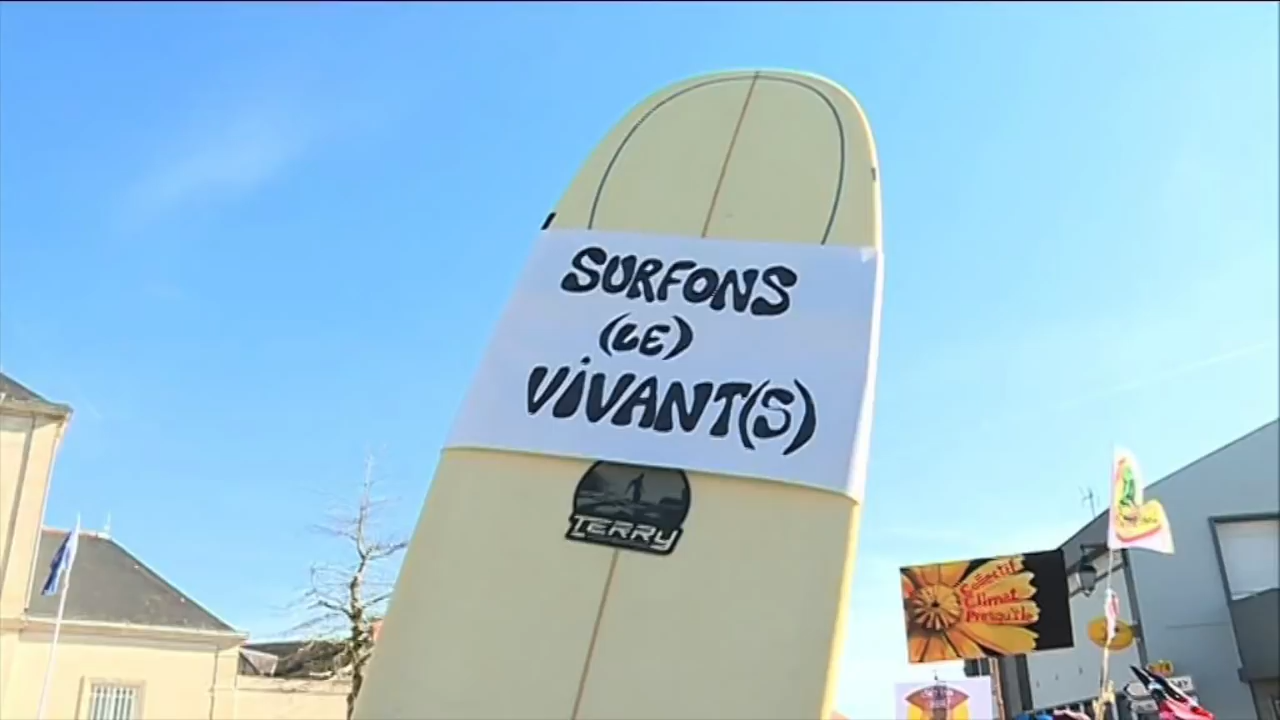 SURFONS
(LE)
VIVANT(S)
TERRY
Collectif
Climat
Presqu'île